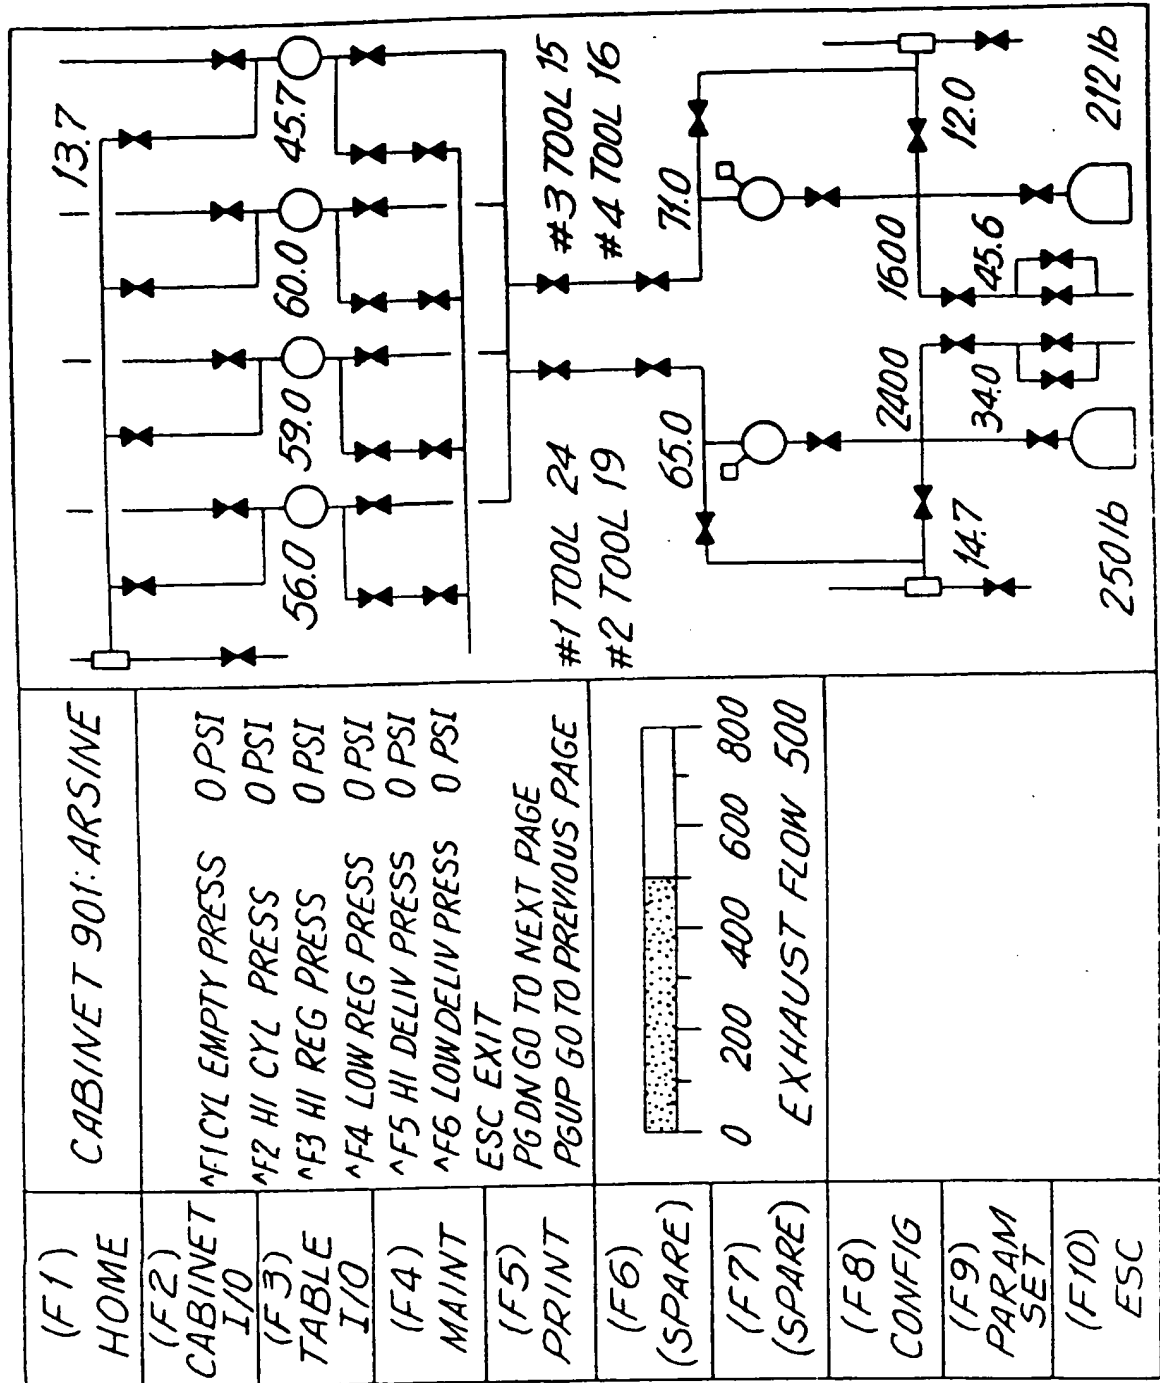 (F1)
HOME
(F2)
CABINET
I/O
(F3)
TABLE
I/O
(F4)
MAINT
(F5)
PRINT
(F6)
(SPARE)
(F7)
(SPARE)
(F8)
CONFIG
(F9)
PARAM
SET
(F10)
ESC
CABINET 901: ARSINE
^F1 CYL EMPTY PRESS 0 PSI
^F2 HI CYL PRESS 0 PSI
^F3 HI REG PRESS 0 PSI
^F4 LOW REG PRESS 0 PSI
^F5 HI DELIV PRESS 0 PSI
^F6 LOW DELIV PRESS 0 PSI
ESC EXIT
PGDN GO TO NEXT PAGE
PGUP GO TO PREVIOUS PAGE
0 200 400 600 800
EXHAUST FLOW 500
13.7
56.0 59.0 60.0 45.7
#1 TOOL 24
#2 TOOL 19
#3 TOOL 15
#4 TOOL 16
65.0 71.0
2400 1600
14.7 34.0 45.6 12.0
250 lb 212 lb